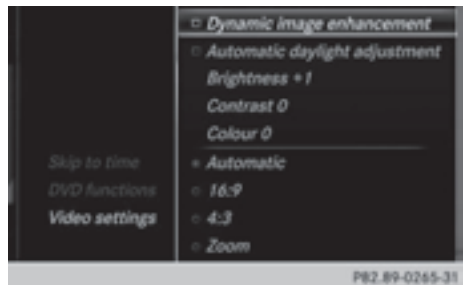 Dynamic image enhancement
Automatic daylight adjustment
Brightness +1
Contrast 0
Colour 0
Skip to time
Automatic
DVD functions
16:9
Video settings
4:3
Zoom
P82.89-0265-31